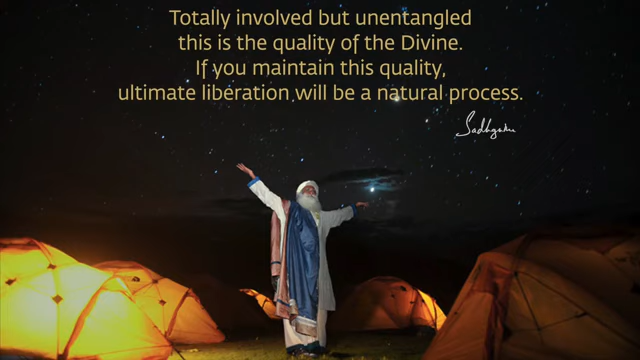 Totally involved but unentangled
this is the quality of the Divine.
If you maintain this quality,
ultimate liberation will be a natural process.
Sadhguru